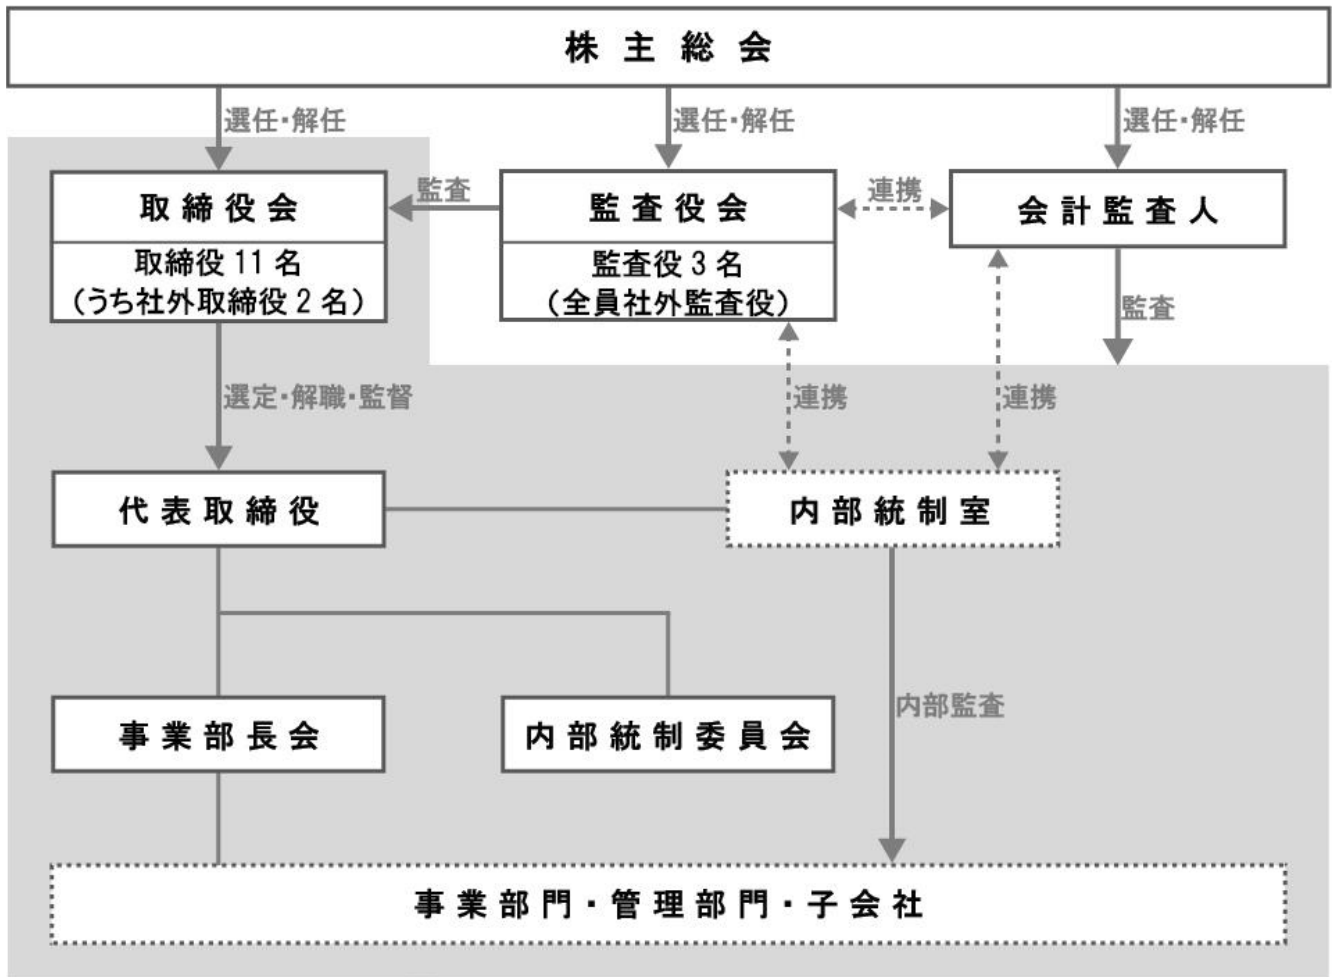 株主総会
選任・解任
選任・解任
選任・解任
取締役会
取締役 11 名
（うち社外取締役 2 名）
監査
監査役会
監査役 3 名
（全員社外監査役）
連携
会計監査人
監査
選定・解職・監督
連携
連携
代表取締役
内部統制室
事業部長会
内部統制委員会
内部監査
事業部門・管理部門・子会社